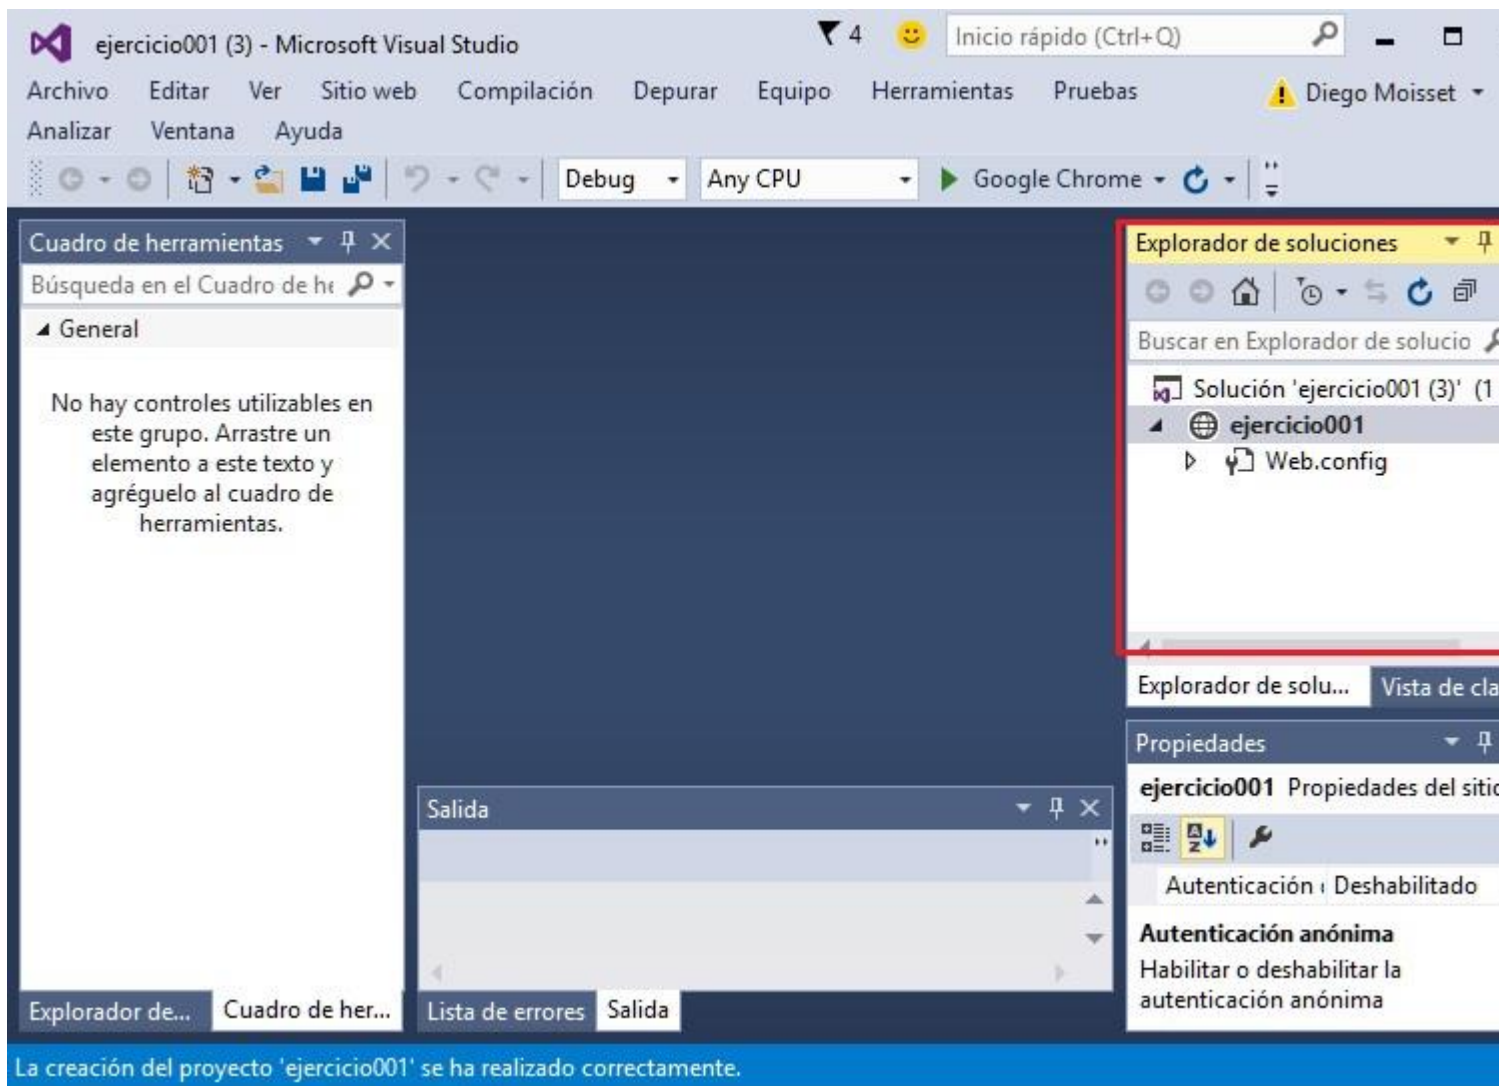 ejercicio001 (3) - Microsoft Visual Studio
4
Inicio rápido (Ctrl+Q)
Archivo Editar Ver Sitio web Compilación Depurar Equipo Herramientas Pruebas
Diego Moisset
Analizar Ventana Ayuda
Debug
Any CPU
Google Chrome
Cuadro de herramientas
Búsqueda en el Cuadro de he
General
No hay controles utilizables en
este grupo. Arrastre un
elemento a este texto y
agréguelo al cuadro de
herramientas.
Explorador de...
Cuadro de her...
Salida
Lista de errores
Salida
Explorador de soluciones
Buscar en Explorador de solucio
Solución 'ejercicio001 (3)' (1
ejercicio001
Web.config
Explorador de solu...
Vista de cla
Propiedades
ejercicio001 Propiedades del sitio
Autenticación Deshabilitado
Autenticación anónima
Habilitar o deshabilitar la
autenticación anónima
La creación del proyecto 'ejercicio001' se ha realizado correctamente.